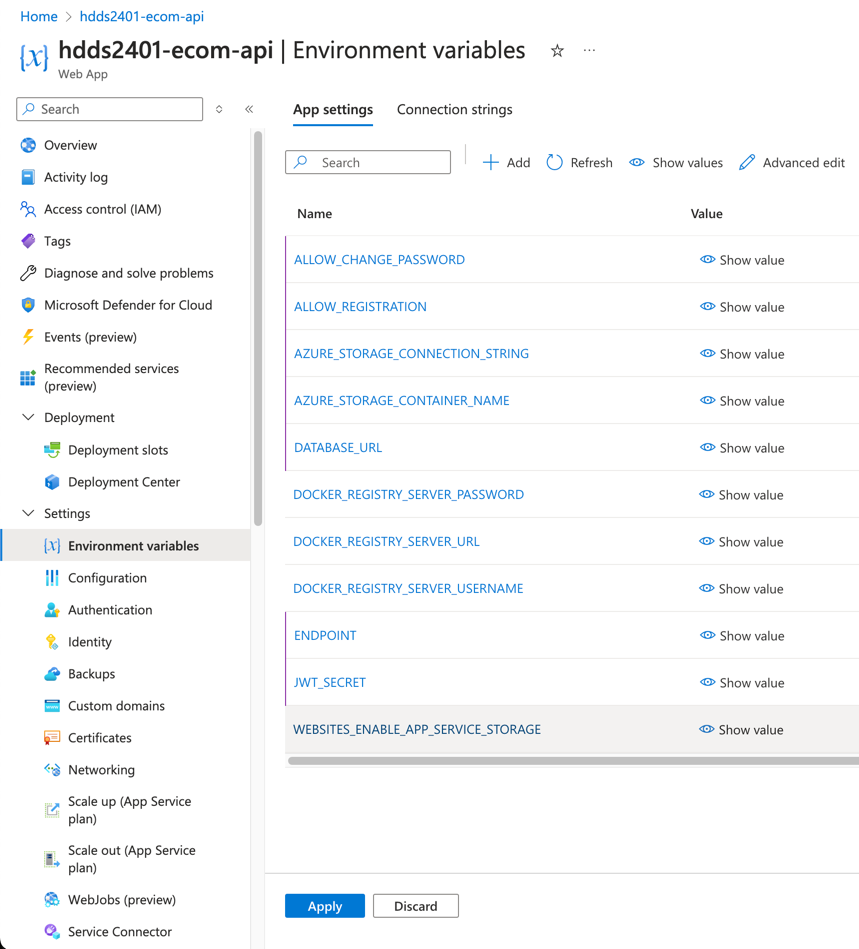 Home > hdds2401-ecom-api
hdds2401-ecom-api | Environment variables
Web App
Search
Overview
Activity log
Access control (IAM)
Tags
Diagnose and solve problems
Microsoft Defender for Cloud
Events (preview)
Recommended services
(preview)
Deployment
Deployment slots
Deployment Center
Settings
Environment variables
Configuration
Authentication
Identity
Backups
Custom domains
Certificates
Networking
Scale up (App Service
plan)
Scale out (App Service
plan)
WebJobs (preview)
Service Connector
App settings Connection strings
Search Add Refresh Show values Advanced edit
Name Value
ALLOW_CHANGE_PASSWORD Show value
ALLOW_REGISTRATION Show value
AZURE_STORAGE_CONNECTION_STRING Show value
AZURE_STORAGE_CONTAINER_NAME Show value
DATABASE_URL Show value
DOCKER_REGISTRY_SERVER_PASSWORD Show value
DOCKER_REGISTRY_SERVER_URL Show value
DOCKER_REGISTRY_SERVER_USERNAME Show value
ENDPOINT Show value
JWT_SECRET Show value
WEBSITES_ENABLE_APP_SERVICE_STORAGE Show value
Apply Discard